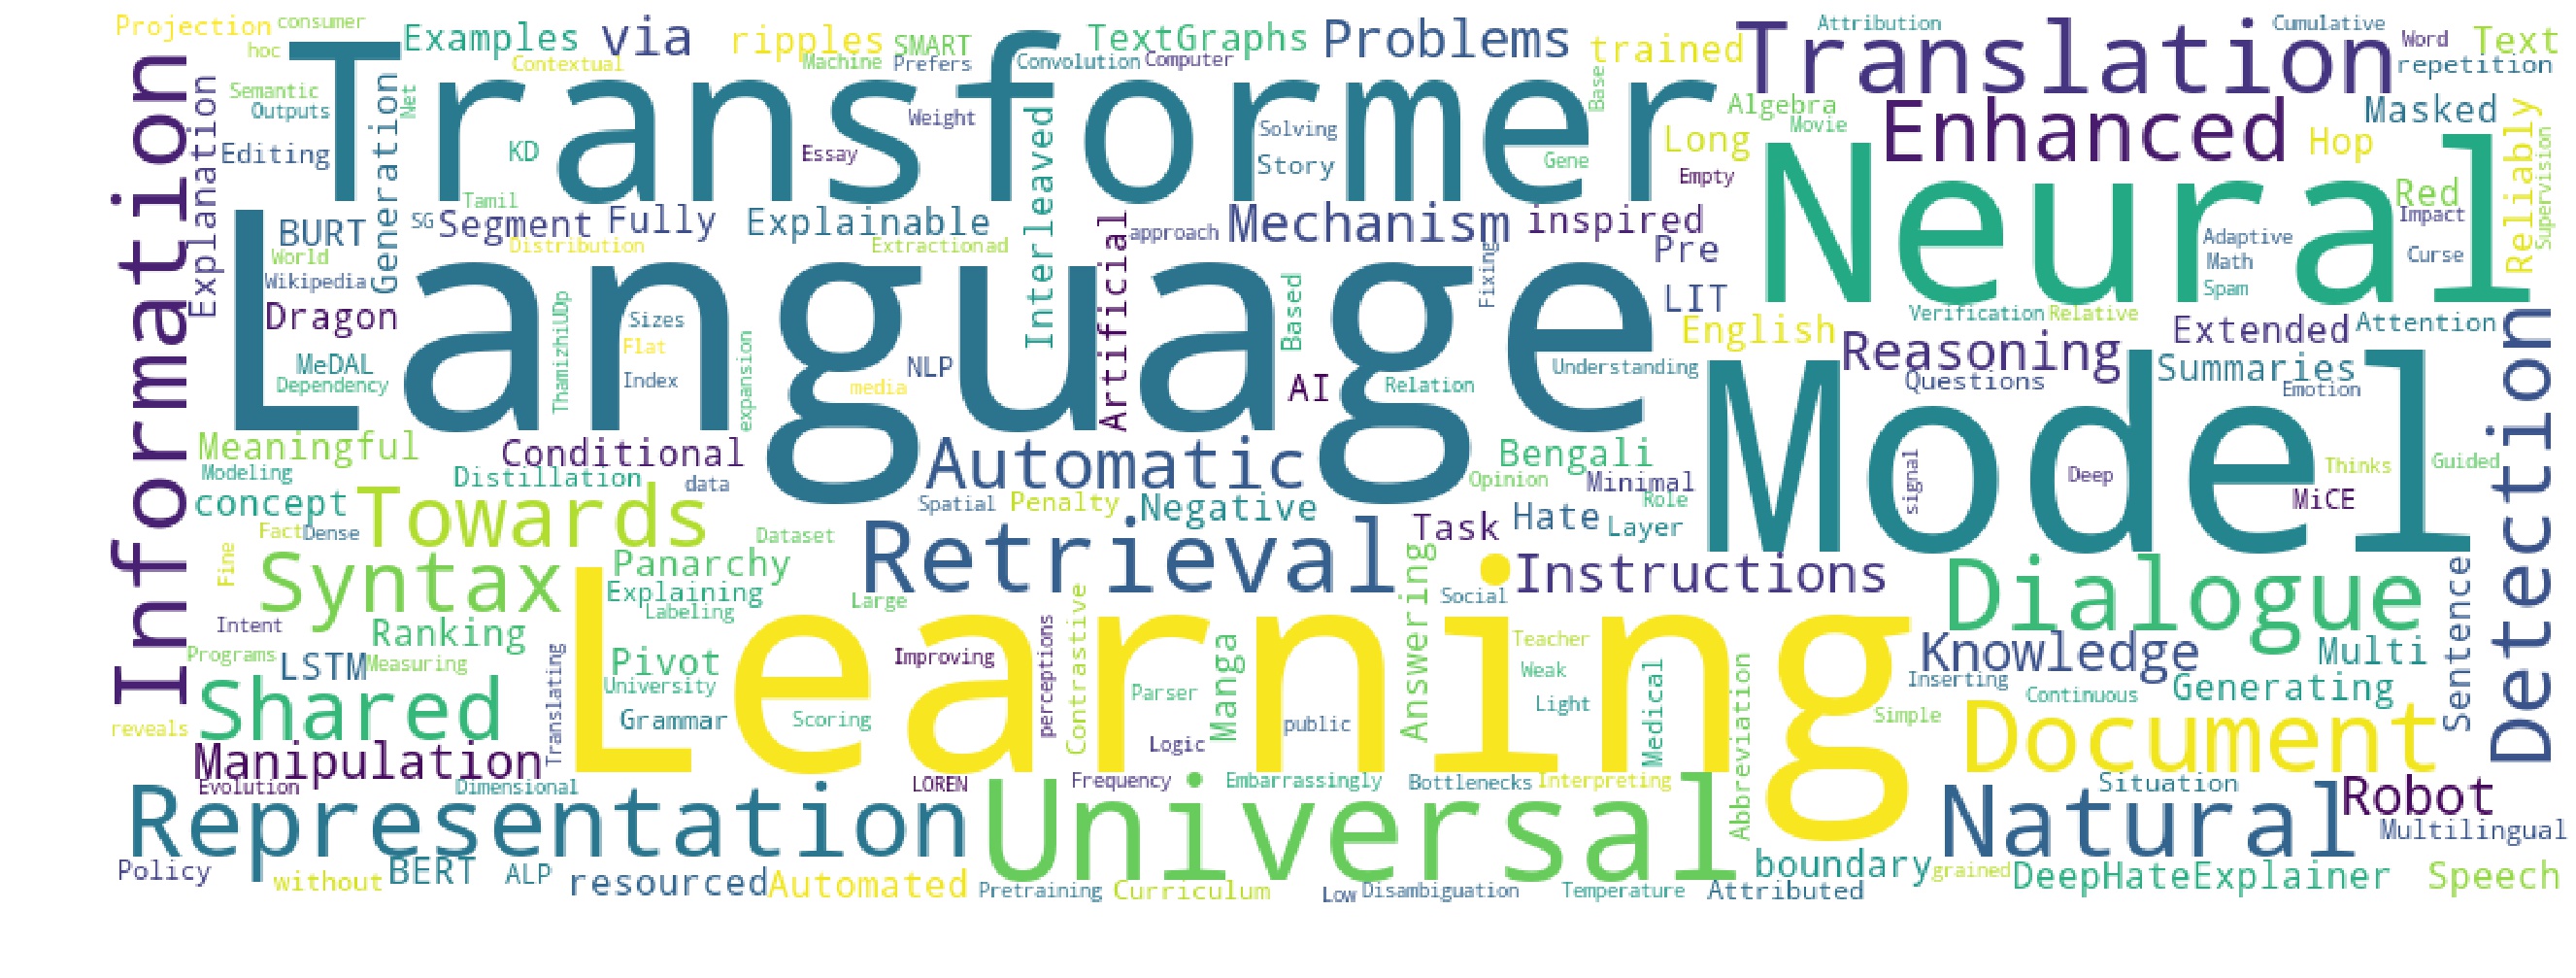 Projection consumer Examples via ripples SMART TextGraphs Problems trained Translation Attribution Cumulative Word Text
hoc Transformer Contextual Machine Prefers Convolution Computer repetition
Semantic Outputs Net Weight Solving Base Algebra Movie Enhanced Masked
Information Explanation Editing Generation KD Essay Interleaved Story Gene Long Empty Neural Hop Reliably Supervision
Tamil Red
BURT SG Segment Fully Explainable Artificial approach Mechanism inspired Impact
World Distribution Extractionad Fixing Pre Adaptive Curse
Wikipedia Language Based LIT Math Spam
Dragon ThamizhiUDp Sizes English Verification Relative Extended Attention
MeDAL Flat expansion NLP Understanding Reasoning Summaries Detection
Dependency Index media AI Relation Model Questions Emotion
Meaningful Conditional Automatic Bengali Thinks Guided
Modeling Distillation data Opinion Minimal signal Deep
concept Towards Spatial Penalty Negative Role MiCE
Fact Dense Dataset Retrieval Task Hate Layer
Fine Syntax Panarchy Answering Instructions Dialogue Sentence
Explaining Large Contrastive Social
Intent Ranking Labeling Learning Teacher
Programs LSTM Measuring Translating Pivot Improving perceptions Manga Weak Medical Abbreviation Knowledge Multi
Shared University Parser Light Inserting Continuous Generating
reveals Grammar Scoring Logic public Simple Document
Manipulation
Evolution Dimensional LOREN Frequency Embarrassingly Bottlenecks Interpreting Situation Robot
Representation Universal Natural Multilingual
Policy without BERT ALP resourced Automated Pretraining Curriculum Low Disambiguation Temperature Attributed boundary grained DeepHateExplainer Speech